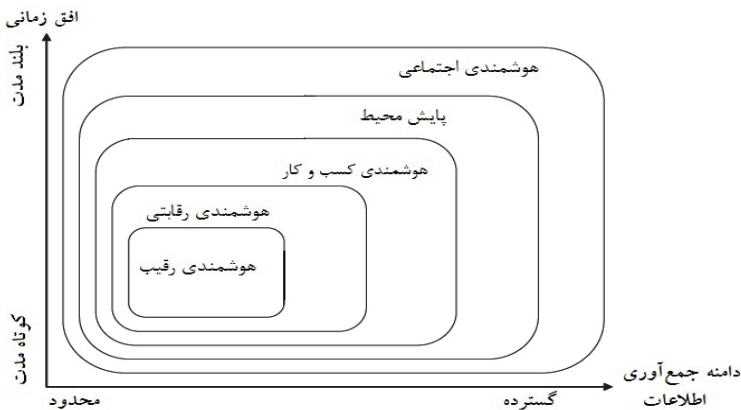 افق زمانی
بلند مدت
هوشمندی اجتماعی
پایش محیط
هوشمندی کسب و کار
هوشمندی رقابتی
هوشمندی رقیب
کوتاه مدت
دامنه جمع‌آوری
اطلاعات
گسترده
محدود